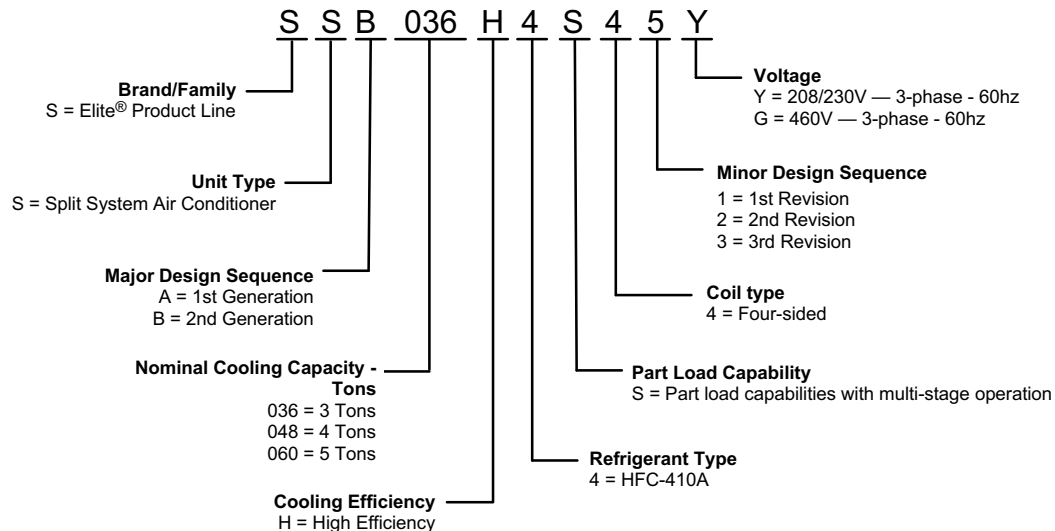 S S B 036 H 4 S 4 5 Y
Brand/Family
S = Elite® Product Line
Unit Type
S = Split System Air Conditioner
Major Design Sequence
A = 1st Generation
B = 2nd Generation
Nominal Cooling Capacity -
Tons
036 = 3 Tons
048 = 4 Tons
060 = 5 Tons
Cooling Efficiency
H = High Efficiency
Voltage
Y = 208/230V — 3-phase - 60hz
G = 460V — 3-phase - 60hz
Minor Design Sequence
1 = 1st Revision
2 = 2nd Revision
3 = 3rd Revision
Coil type
4 = Four-sided
Part Load Capability
S = Part load capabilities with multi-stage operation
Refrigerant Type
4 = HFC-410A